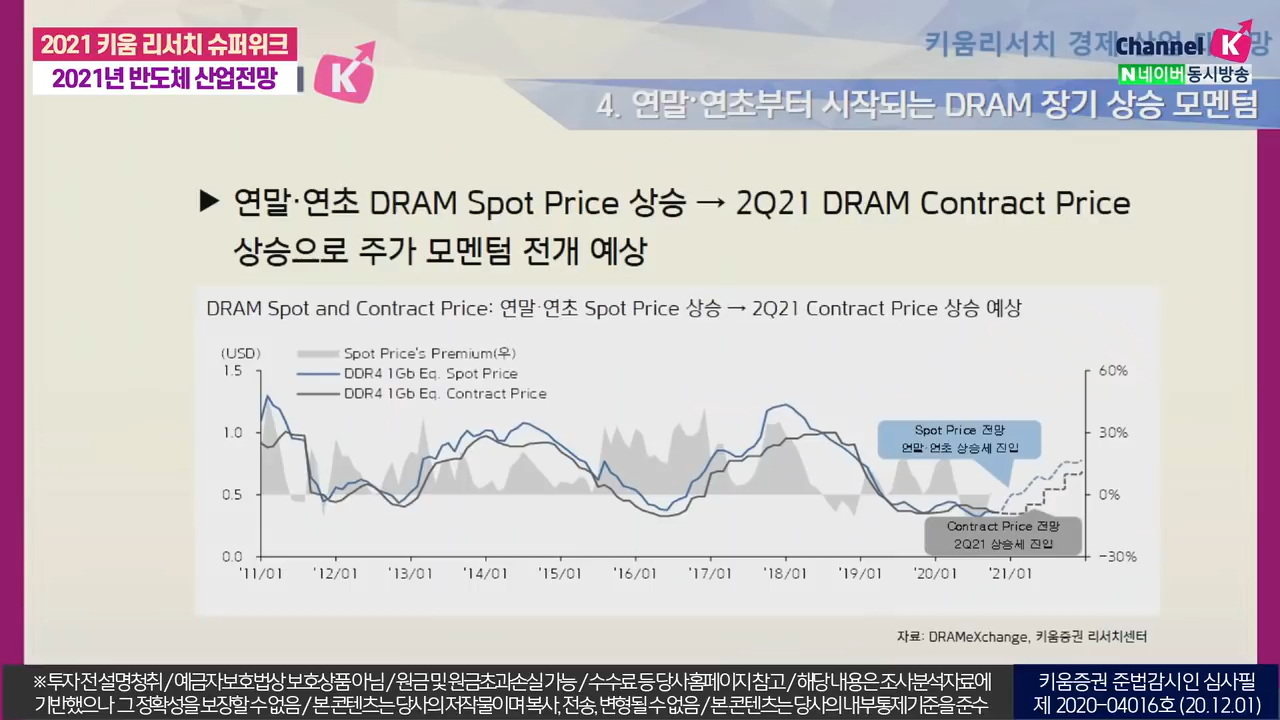 2021 키움 리서치 슈퍼위크
2021년 반도체 산업전망
K
키움리서치 경제
Channel K
N 네이버 동시방송
4. 연말·연초부터 시작되는 DRAM 장기 상승 모멘텀
▶ 연말·연초 DRAM Spot Price 상승 → 2Q21 DRAM Contract Price
상승으로 주가 모멘텀 전개 예상
DRAM Spot and Contract Price: 연말·연초 Spot Price 상승 → 2Q21 Contract Price 상승 예상
(USD)
Spot Price's Premium(우)
DDR4 1Gb Eq. Spot Price
DDR4 1Gb Eq. Contract Price
1.5 60%
1.0 30%
0.5 0%
0.0 -30%
Spot Price 전망
연말·연초 상승세 진입
Contract Price 전망
2Q21 상승세 진입
'11/01 '12/01 '13/01 '14/01 '15/01 '16/01 '17/01 '18/01 '19/01 '20/01 '21/01
자료: DRAMeXchange, 키움증권 리서치센터
※ 투자 전 설명청취 / 예금자보호법상 보호상품 아님 / 원금 및 원금초과손실 가능 / 수수료 등 당사 홈페이지 참고 / 해당 내용은 조사분석자료에
기반했으나 그 정확성을 보장할 수 없음 / 본 콘텐츠는 당사의 저작물이며 복사, 전송, 변형될 수 없음 / 본 콘텐츠는 당사의 내부통제기준을 준수
키움증권 준법감시인 심사필
제 2020-04016호 (20.12.01)